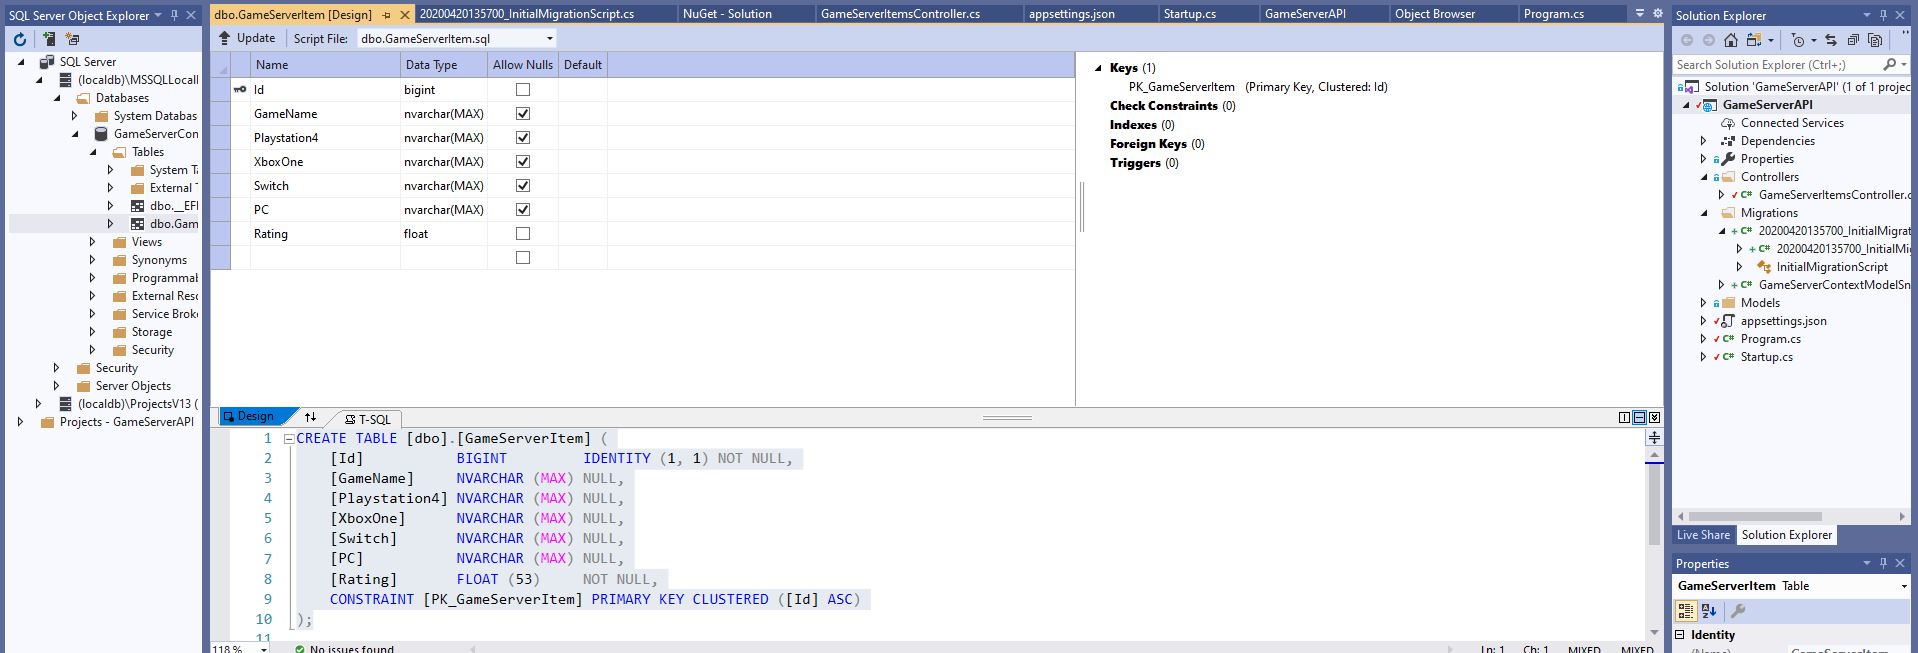 SQL Server Object Explorer
SQL Server
(localdb)\MSSQLLocall
Databases
System Databas
GameServerCon
Tables
System Ta
External T
dbo.__EFI
dbo.Gam
Views
Synonyms
Programmal
External Reso
Service Broke
Storage
Security
Security
Server Objects
(localdb)\ProjectsV13 (
Projects - GameServerAPI
dbo.GameServerItem [Design]
20200420135700_InitialMigrationScript.cs
NuGet - Solution
GameServerItemsController.cs
appsettings.json
Startup.cs
GameServerAPI
Object Browser
Program.cs
Update
Script File: dbo.GameServerItem.sql
Name Data Type Allow Nulls Default
Id bigint
GameName nvarchar(MAX)
Playstation4 nvarchar(MAX)
XboxOne nvarchar(MAX)
Switch nvarchar(MAX)
PC nvarchar(MAX)
Rating float
Keys (1)
PK_GameServerItem (Primary Key, Clustered: Id)
Check Constraints (0)
Indexes (0)
Foreign Keys (0)
Triggers (0)
Design
T-SQL
1 CREATE TABLE [dbo].[GameServerItem] (
2 [Id] BIGINT IDENTITY (1, 1) NOT NULL,
3 [GameName] NVARCHAR (MAX) NULL,
4 [Playstation4] NVARCHAR (MAX) NULL,
5 [XboxOne] NVARCHAR (MAX) NULL,
6 [Switch] NVARCHAR (MAX) NULL,
7 [PC] NVARCHAR (MAX) NULL,
8 [Rating] FLOAT (53) NOT NULL,
9 CONSTRAINT [PK_GameServerItem] PRIMARY KEY CLUSTERED ([Id] ASC)
10 );
11
118 % No issues found Ln: 1 Ch: 1 MIXED MIXED
Solution Explorer
Search Solution Explorer (Ctrl+;)
Solution 'GameServerAPI' (1 of 1 projec
GameServerAPI
Connected Services
Dependencies
Properties
Controllers
GameServerItemsController.c
Migrations
20200420135700_InitialMigrat
20200420135700_InitialMi
InitialMigrationScript
GameServerContextModelSn
Models
appsettings.json
Program.cs
Startup.cs
Live Share
Solution Explorer
Properties
GameServerItem Table
Identity
(Name) GameServerItem